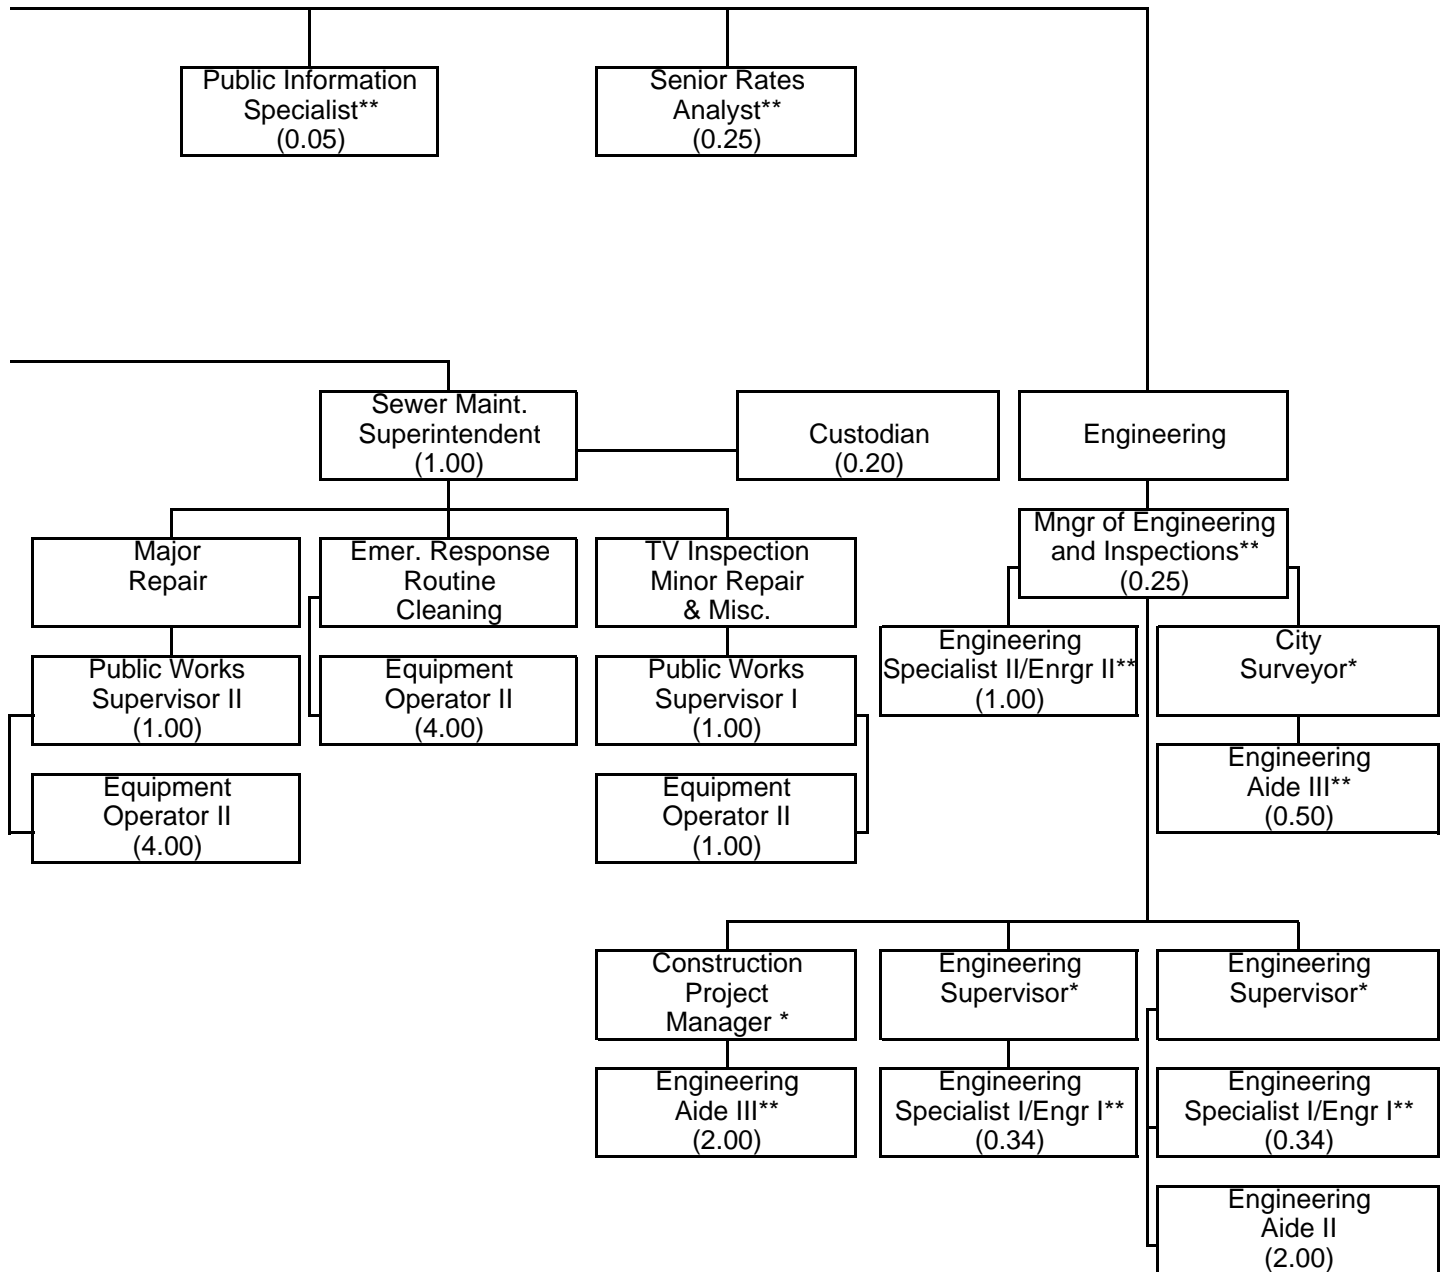 Public Information
Specialist**
(0.05)
Senior Rates
Analyst**
(0.25)
Sewer Maint.
Superintendent
(1.00)
Custodian
(0.20)
Engineering
Mngr of Engineering
and Inspections**
(0.25)
Major
Repair
Emer. Response
Routine
Cleaning
TV Inspection
Minor Repair
& Misc.
Public Works
Supervisor II
(1.00)
Equipment
Operator II
(4.00)
Public Works
Supervisor I
(1.00)
Engineering
Specialist II/Enrgr II**
(1.00)
City
Surveyor*
Equipment
Operator II
(4.00)
Equipment
Operator II
(1.00)
Engineering
Aide III**
(0.50)
Construction
Project
Manager *
Engineering
Supervisor*
Engineering
Supervisor*
Engineering
Aide III**
(2.00)
Engineering
Specialist I/Engr I**
(0.34)
Engineering
Specialist I/Engr I**
(0.34)
Engineering
Aide II
(2.00)